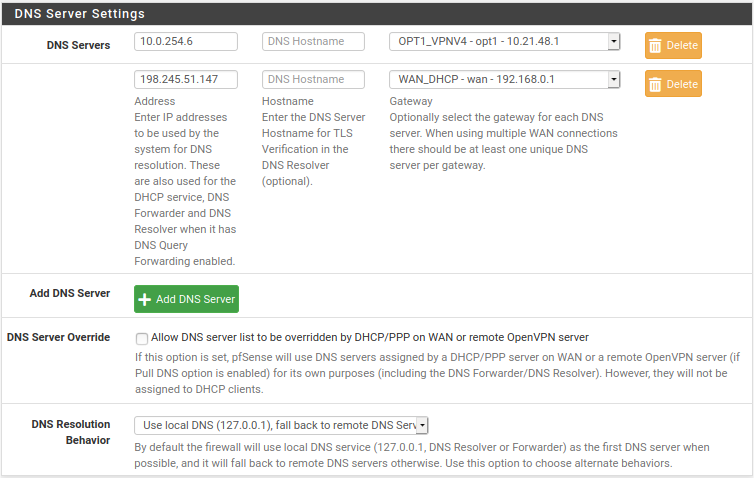 DNS Server Settings
DNS Servers
10.0.254.6
DNS Hostname
OPT1_VPNV4 - opt1 - 10.21.48.1
Delete
198.245.51.147
DNS Hostname
WAN_DHCP - wan - 192.168.0.1
Delete
Address
Enter IP addresses
to be used by the
system for DNS
resolution. These
are also used for the
DHCP service, DNS
Forwarder and DNS
Resolver when it has
DNS Query
Forwarding enabled.
Hostname
Enter the DNS Server
Hostname for TLS
Verification in the
DNS Resolver
(optional).
Gateway
Optionally select the gateway for each DNS
server. When using multiple WAN connections
there should be at least one unique DNS
server per gateway.
Add DNS Server
Add DNS Server
DNS Server Override
Allow DNS server list to be overridden by DHCP/PPP on WAN or remote OpenVPN server
If this option is set, pfSense will use DNS servers assigned by a DHCP/PPP server on WAN or a remote OpenVPN server (if
Pull DNS option is enabled) for its own purposes (including the DNS Forwarder/DNS Resolver). However, they will not be
assigned to DHCP clients.
DNS Resolution
Behavior
Use local DNS (127.0.0.1), fall back to remote DNS Serv
By default the firewall will use local DNS service (127.0.0.1, DNS Resolver or Forwarder) as the first DNS server when
possible, and it will fall back to remote DNS servers otherwise. Use this option to choose alternate behaviors.